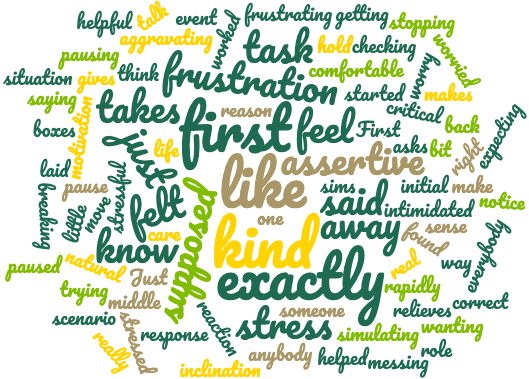 helpful
talk
event
frustrating
getting
stopping
aggravating
worked
task
hold
checking
worried
pausing
worry
situation
gives
think
frustration
comfortable
started
makes
saying
motivation
takes
reason
first
feel
First
critical
back
expecting
boxes
just
life
assertive
asks
bit
right
laid
pause
stressful
like
sims
initial
make
breaking
little
move
felt
supposed
one
said
intimidated
notice
care
kind
away
found
sense
everybody
know
exactly
real
way
paused
natural
Just
someone
rapidly
trying
middle
relieves
correct
scenario
stressed
response
reaction
stress
simulating
wanting
really
inclination
anybody
helped
messing
role